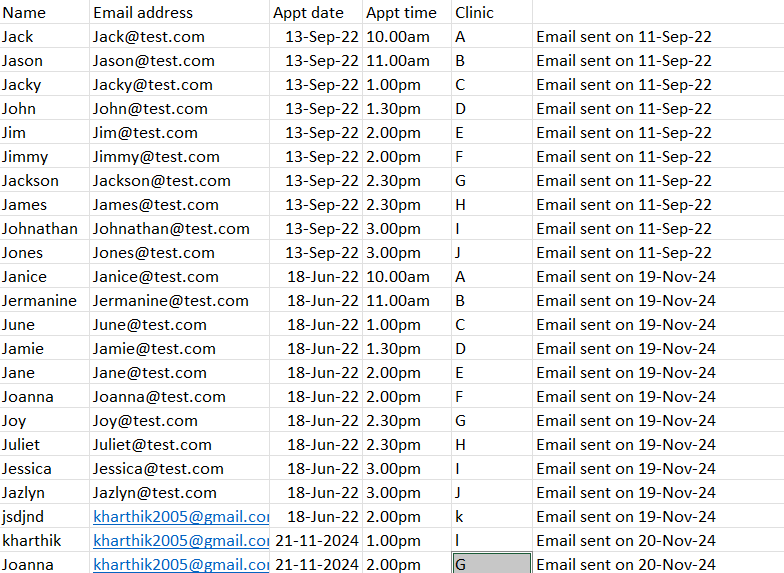 Name Email address Appt date Appt time Clinic
Jack Jack@test.com 13-Sep-22 10.00am A Email sent on 11-Sep-22
Jason Jason@test.com 13-Sep-22 11.00am B Email sent on 11-Sep-22
Jacky Jacky@test.com 13-Sep-22 1.00pm C Email sent on 11-Sep-22
John John@test.com 13-Sep-22 1.30pm D Email sent on 11-Sep-22
Jim Jim@test.com 13-Sep-22 2.00pm E Email sent on 11-Sep-22
Jimmy Jimmy@test.com 13-Sep-22 2.00pm F Email sent on 11-Sep-22
Jackson Jackson@test.com 13-Sep-22 2.30pm G Email sent on 11-Sep-22
James James@test.com 13-Sep-22 2.30pm H Email sent on 11-Sep-22
Johnathan Johnathan@test.com 13-Sep-22 3.00pm I Email sent on 11-Sep-22
Jones Jones@test.com 13-Sep-22 3.00pm J Email sent on 11-Sep-22
Janice Janice@test.com 18-Jun-22 10.00am A Email sent on 19-Nov-24
Jermanine Jermanine@test.com 18-Jun-22 11.00am B Email sent on 19-Nov-24
June June@test.com 18-Jun-22 1.00pm C Email sent on 19-Nov-24
Jamie Jamie@test.com 18-Jun-22 1.30pm D Email sent on 19-Nov-24
Jane Jane@test.com 18-Jun-22 2.00pm E Email sent on 19-Nov-24
Joanna Joanna@test.com 18-Jun-22 2.00pm F Email sent on 19-Nov-24
Joy Joy@test.com 18-Jun-22 2.30pm G Email sent on 19-Nov-24
Juliet Juliet@test.com 18-Jun-22 2.30pm H Email sent on 19-Nov-24
Jessica Jessica@test.com 18-Jun-22 3.00pm I Email sent on 19-Nov-24
Jazlyn Jazlyn@test.com 18-Jun-22 3.00pm J Email sent on 19-Nov-24
jsdjnd kharthik2005@gmail.co 18-Jun-22 2.00pm k Email sent on 19-Nov-24
kharthik kharthik2005@gmail.co 21-11-2024 1.00pm l Email sent on 20-Nov-24
Joanna kharthik2005@gmail.co 21-11-2024 2.00pm G Email sent on 20-Nov-24